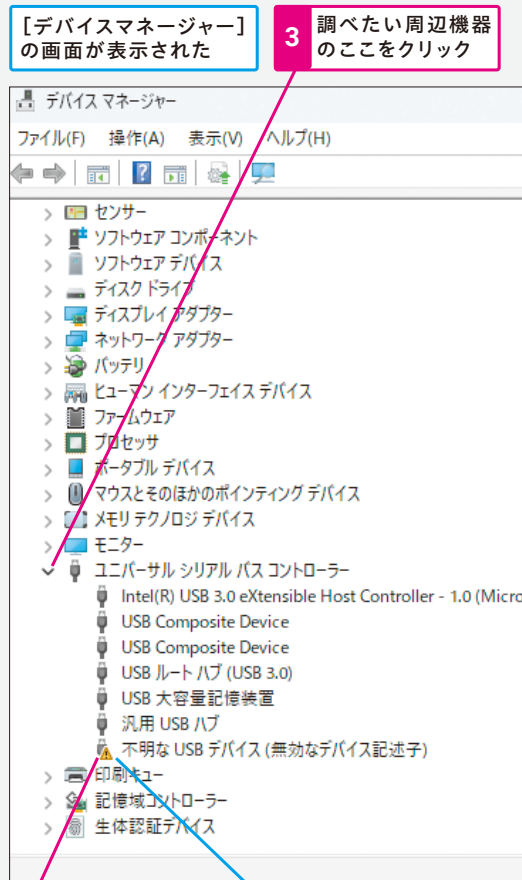 ［デバイスマネージャー］
の画面が表示された
3
調べたい周辺機器
のここをクリック
デバイス マネージャー
ファイル(F) 操作(A) 表示(V) ヘルプ(H)
センサー
ソフトウェア コンポーネント
ソフトウェア デバイス
ディスク ドライブ
ディスプレイ アダプター
ネットワーク アダプター
バッテリ
ヒューマン インターフェイス デバイス
ファームウェア
プロセッサ
ポータブル デバイス
マウスとそのほかのポインティング デバイス
メモリ テクノロジ デバイス
モニター
ユニバーサル シリアル バス コントローラー
Intel(R) USB 3.0 eXtensible Host Controller - 1.0 (Micro
USB Composite Device
USB Composite Device
USB ルート ハブ (USB 3.0)
USB 大容量記憶装置
汎用 USB ハブ
不明な USB デバイス (無効なデバイス記述子)
印刷キュー
記憶域コントローラー
生体認証デバイス